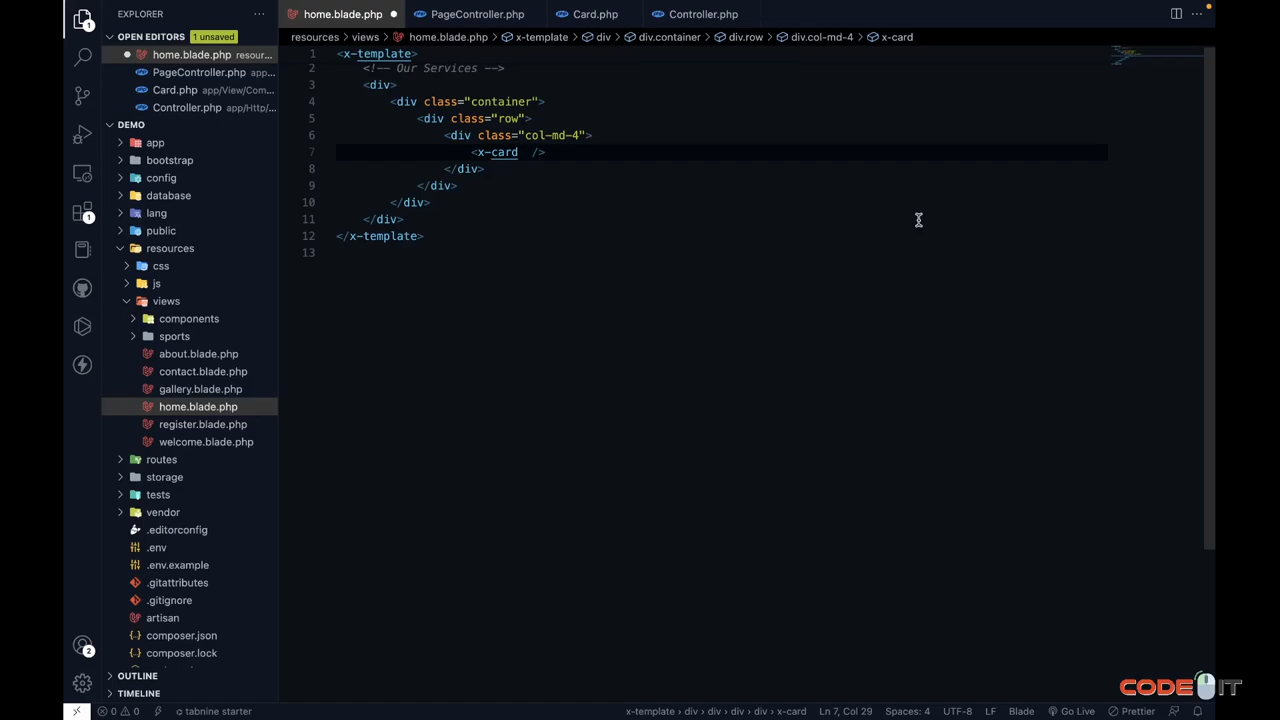 EXPLORER
OPEN EDITORS 1 unsaved
home.blade.php resour...
PageController.php app...
Card.php app/View/Com...
Controller.php app/Http/...
DEMO
app
bootstrap
config
database
lang
public
resources
css
js
views
components
sports
about.blade.php
contact.blade.php
gallery.blade.php
home.blade.php
register.blade.php
welcome.blade.php
routes
storage
tests
vendor
.editorconfig
.env
.env.example
.gitattributes
.gitignore
artisan
composer.json
composer.lock
OUTLINE
TIMELINE
1
1
2
home.blade.php PageController.php Card.php Controller.php
resources > views > home.blade.php > x-template > div > div.container > div.row > div.col-md-4 > x-card
1 <x-template>
2 <!-- Our Services -->
3 <div>
4 <div class="container">
5 <div class="row">
6 <div class="col-md-4">
7 <x-card />
8 </div>
9 </div>
10 </div>
11 </div>
12 </x-template>
13
CODE IT
0 0 tabnine starter x-template > div > div > div > div > x-card Ln 7, Col 29 Spaces: 4 UTF-8 LF Blade Go Live Prettier